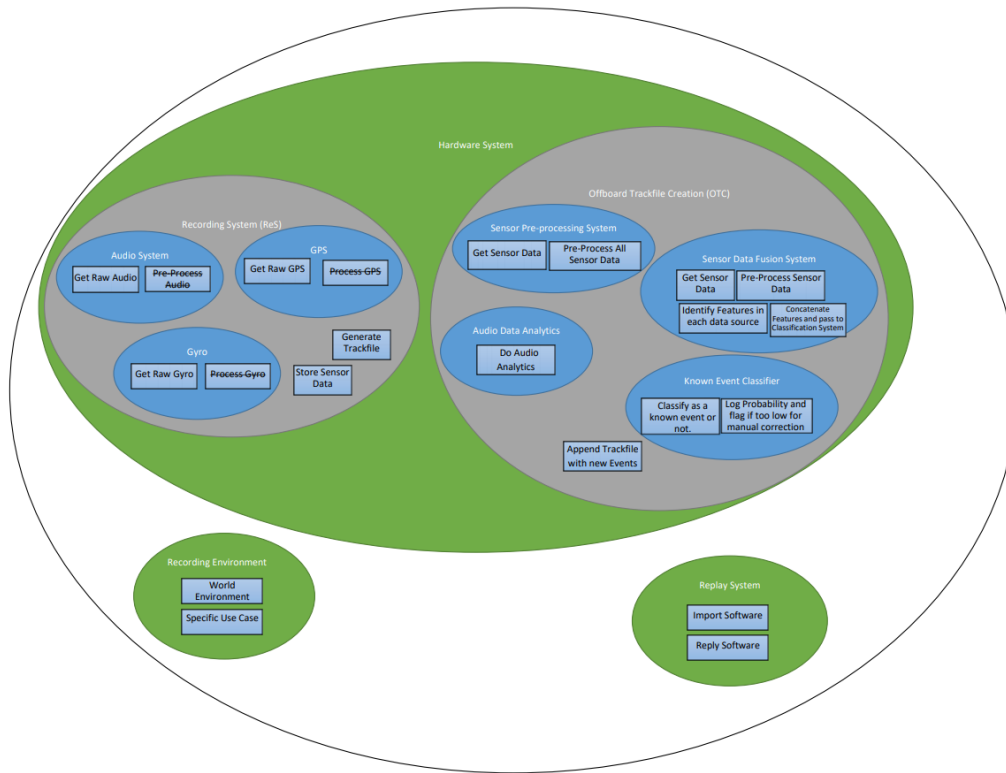 Hardware System
Recording System (ReS)
Audio System
Get Raw Audio
Pre-Process
Audio
GPS
Get Raw GPS
Process GPS
Gyro
Get Raw Gyro
Process Gyro
Generate
Trackfile
Store Sensor
Data
Offboard Trackfile Creation (OTC)
Sensor Pre-processing System
Get Sensor Data
Pre-Process All
Sensor Data
Sensor Data Fusion System
Get Sensor
Data
Pre-Process Sensor
Data
Identify Features in
each data source
Concatenate
Features and pass to
Classification System
Audio Data Analytics
Do Audio
Analytics
Known Event Classifier
Classify as a
known event or
not.
Log Probability and
flag if too low for
manual correction
Append Trackfile
with new Events
Recording Environment
World
Environment
Specific Use Case
Replay System
Import Software
Reply Software